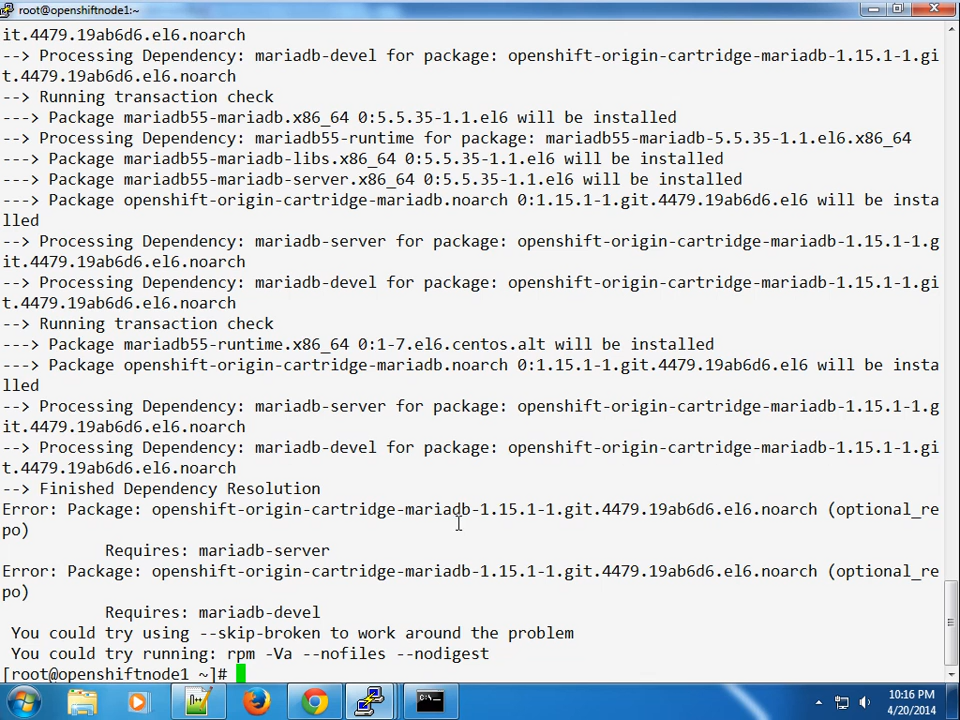 root@openshiftnode1:~
it.4479.19ab6d6.el6.noarch
--> Processing Dependency: mariadb-devel for package: openshift-origin-cartridge-mariadb-1.15.1-1.gi
t.4479.19ab6d6.el6.noarch
--> Running transaction check
---> Package mariadb55-mariadb.x86_64 0:5.5.35-1.1.el6 will be installed
--> Processing Dependency: mariadb55-runtime for package: mariadb55-mariadb-5.5.35-1.1.el6.x86_64
---> Package mariadb55-mariadb-libs.x86_64 0:5.5.35-1.1.el6 will be installed
---> Package mariadb55-mariadb-server.x86_64 0:5.5.35-1.1.el6 will be installed
---> Package openshift-origin-cartridge-mariadb.noarch 0:1.15.1-1.git.4479.19ab6d6.el6 will be insta
lled
--> Processing Dependency: mariadb-server for package: openshift-origin-cartridge-mariadb-1.15.1-1.g
it.4479.19ab6d6.el6.noarch
--> Processing Dependency: mariadb-devel for package: openshift-origin-cartridge-mariadb-1.15.1-1.gi
t.4479.19ab6d6.el6.noarch
--> Running transaction check
---> Package mariadb55-runtime.x86_64 0:1-7.el6.centos.alt will be installed
---> Package openshift-origin-cartridge-mariadb.noarch 0:1.15.1-1.git.4479.19ab6d6.el6 will be insta
lled
--> Processing Dependency: mariadb-server for package: openshift-origin-cartridge-mariadb-1.15.1-1.g
it.4479.19ab6d6.el6.noarch
--> Processing Dependency: mariadb-devel for package: openshift-origin-cartridge-mariadb-1.15.1-1.gi
t.4479.19ab6d6.el6.noarch
--> Finished Dependency Resolution
Error: Package: openshift-origin-cartridge-mariadb-1.15.1-1.git.4479.19ab6d6.el6.noarch (optional_re
po)
Requires: mariadb-server
Error: Package: openshift-origin-cartridge-mariadb-1.15.1-1.git.4479.19ab6d6.el6.noarch (optional_re
po)
Requires: mariadb-devel
You could try using --skip-broken to work around the problem
You could try running: rpm -Va --nofiles --nodigest
[root@openshiftnode1 ~]#
10:16 PM
4/20/2014